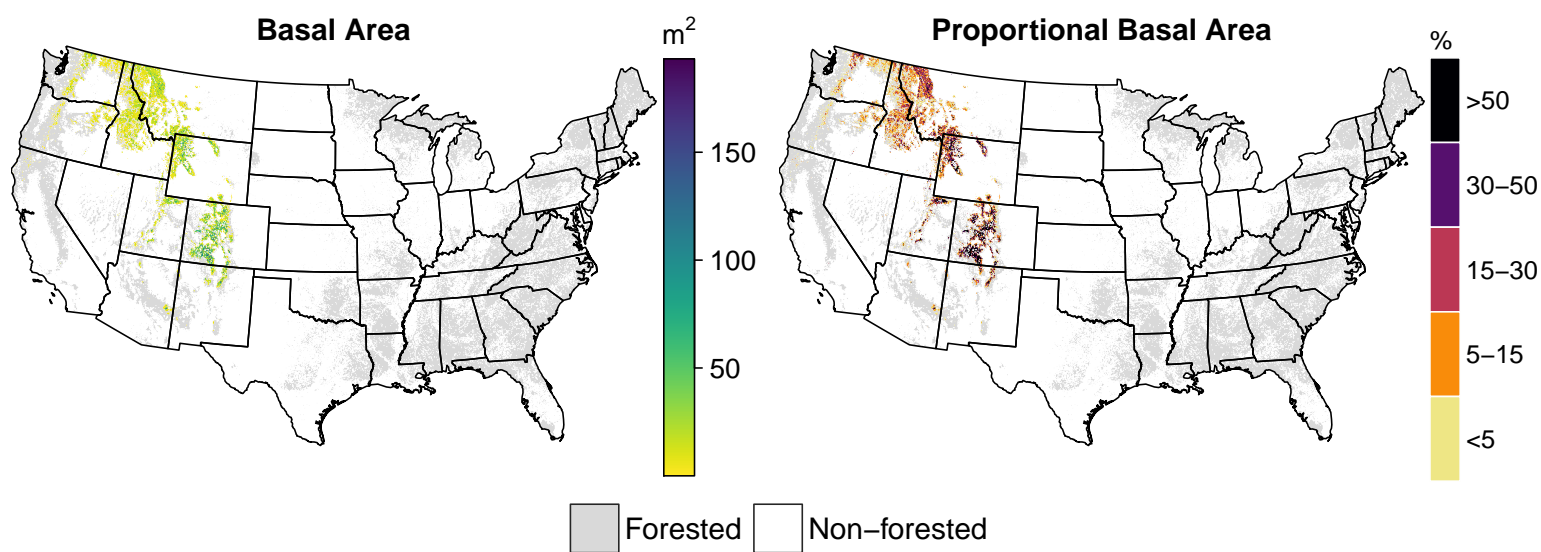 Basal Area
m²
150
100
50
Proportional Basal Area
%
>50
30−50
15−30
5−15
<5
Forested
Non−forested